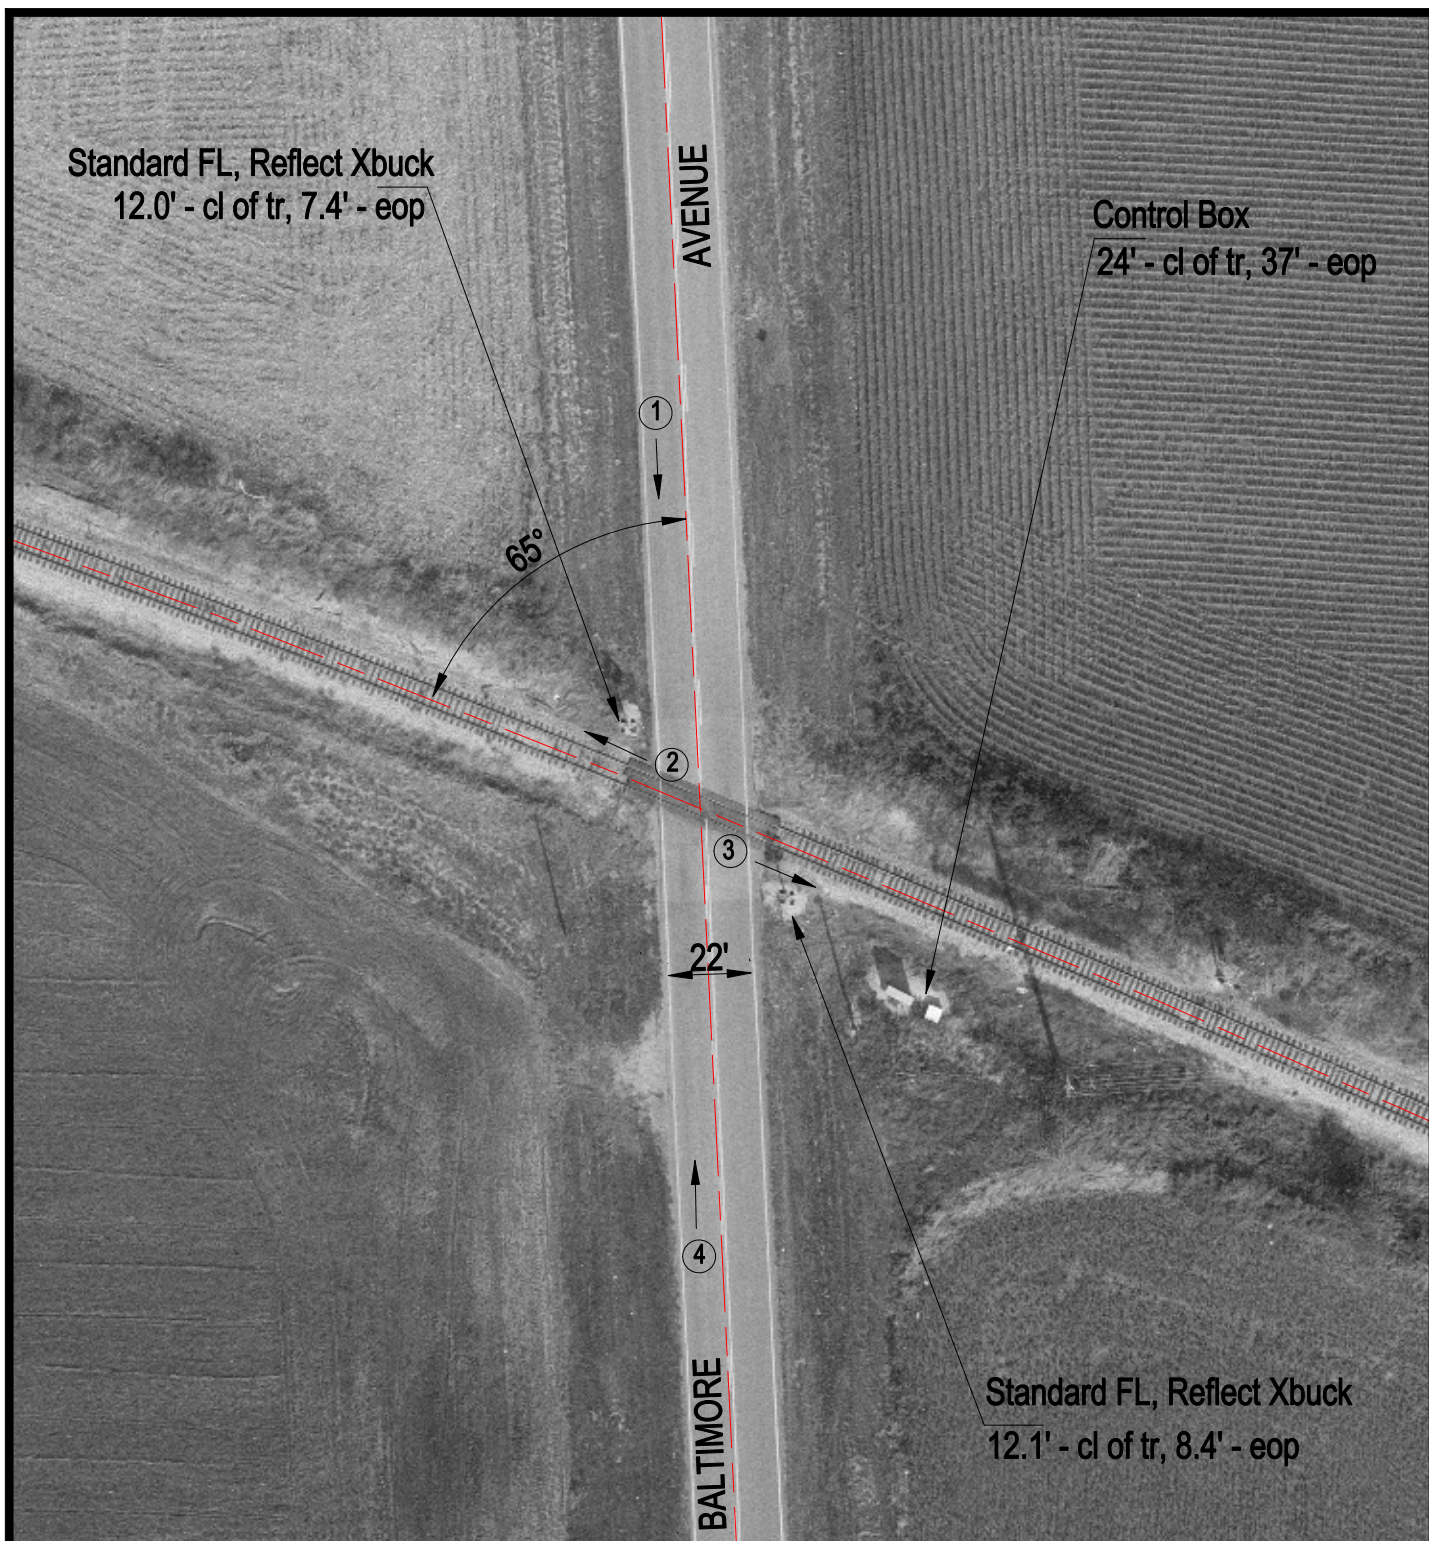 Standard FL, Reflect Xbuck
12.0' - cl of tr, 7.4' - eop
AVENUE
Control Box
24' - cl of tr, 37' - eop
1
65°
2
3
22'
4
BALTIMORE
Standard FL, Reflect Xbuck
12.1' - cl of tr, 8.4' - eop